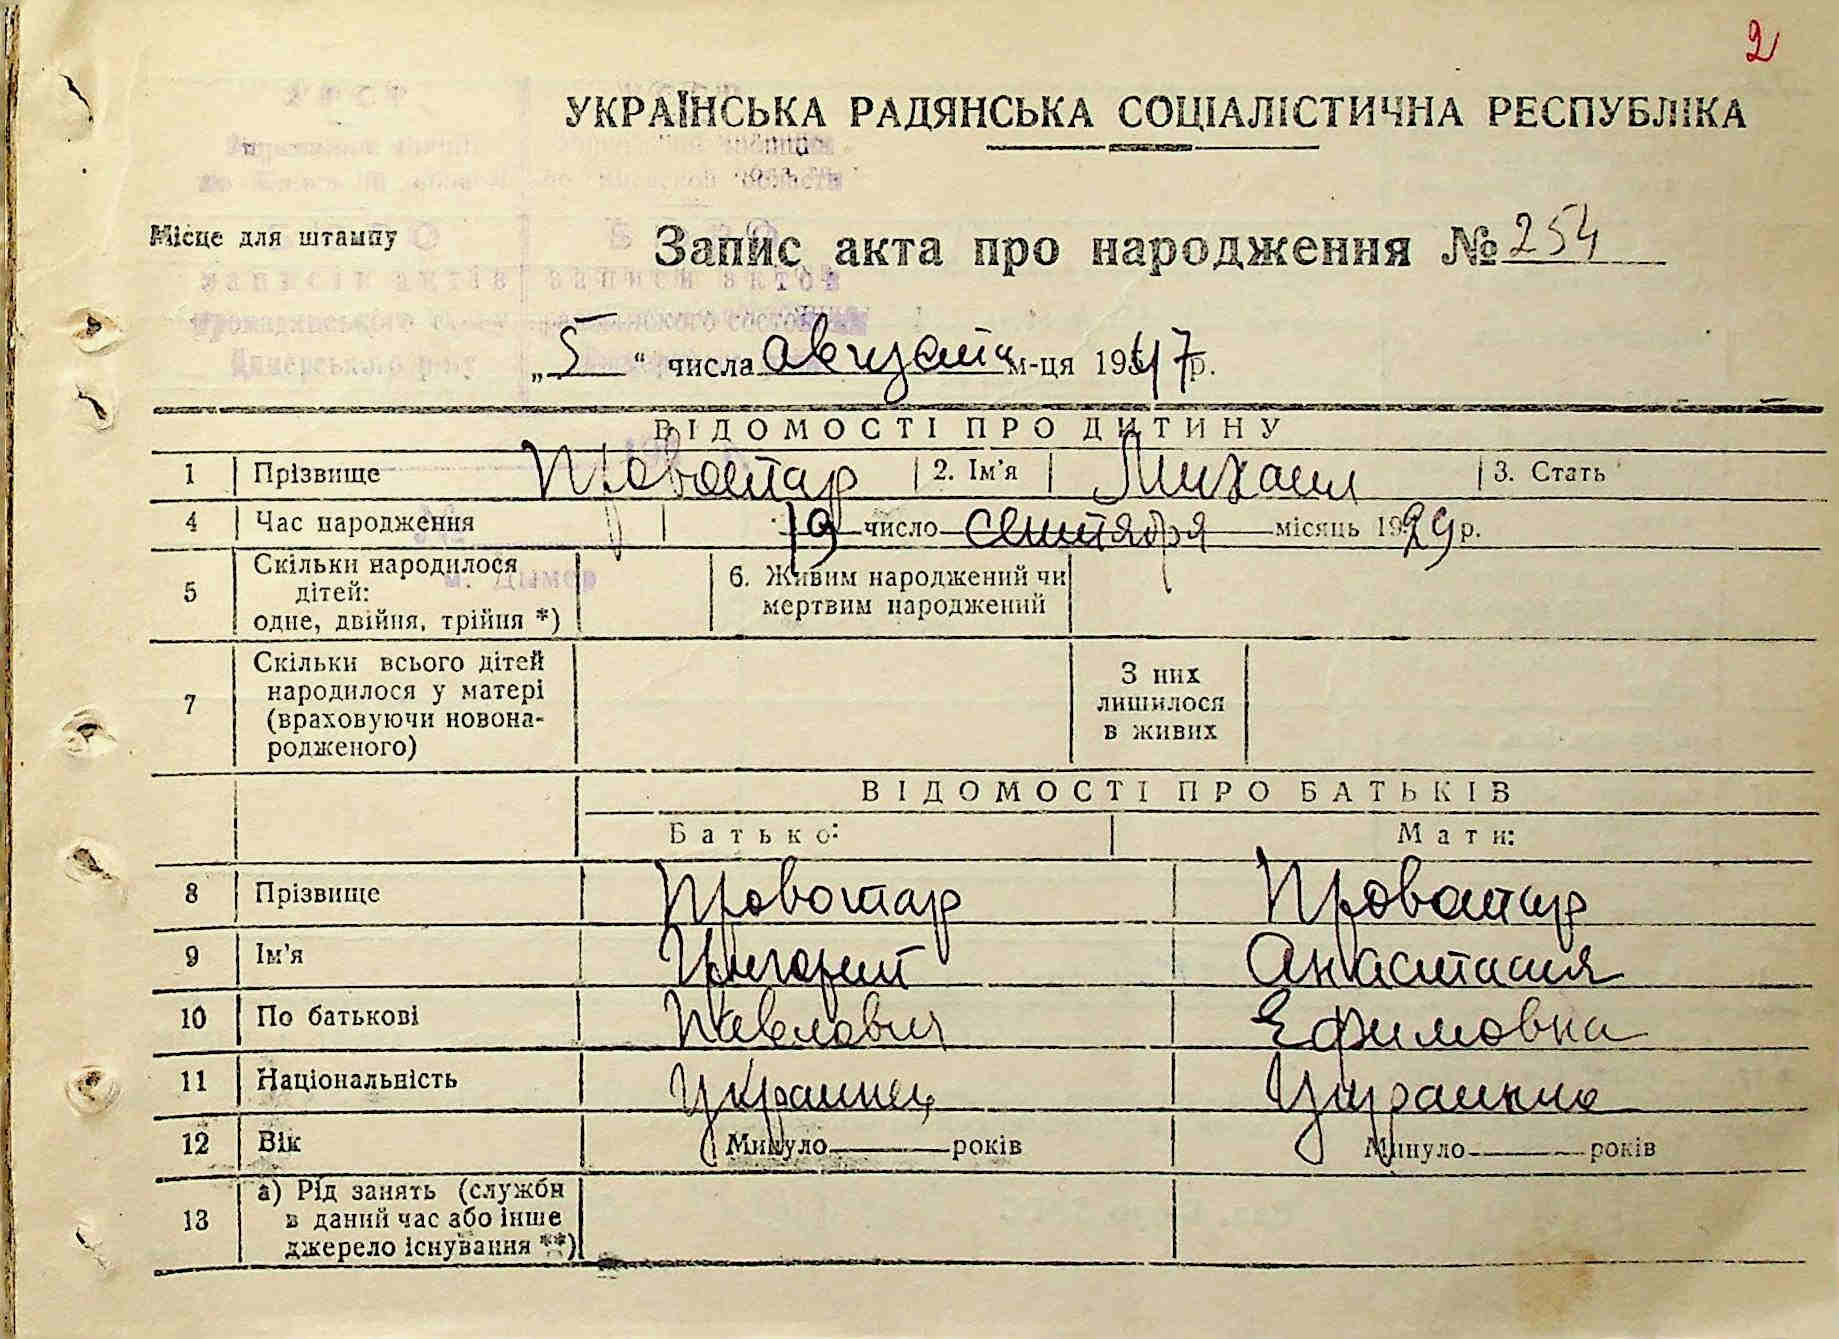 2
УКРАЇНСЬКА РАДЯНСЬКА СОЦІАЛІСТИЧНА РЕСПУБЛІКА
Місце для штампу
Запис акта про народження № 254
„ 5 “ числа августа м-ця 1947 р.
ВІДОМОСТІ ПРО ДИТИНУ
1 Прізвище Провотар 2. Ім'я Михаил 3. Стать
4 Час народження 19 число сентября місяць 1929 р.
5 Скільки народилося дітей: одне, двійня, трійня *) 6. Живим народжений чи мертвим народжений
7 Скільки всього дітей народилося у матері (враховуючи новонародженого) З них лишилося в живих
ВІДОМОСТІ ПРО БАТЬКІВ
Батько: Мати:
8 Прізвище Провотар Провотар
9 Ім'я Григорий Анастасия
10 По батькові Павлович Ефимовна
11 Національність Украинец Украинка
12 Вік Минуло років Минуло років
13 а) Рід занять (служби в даний час або інше джерело існування **)